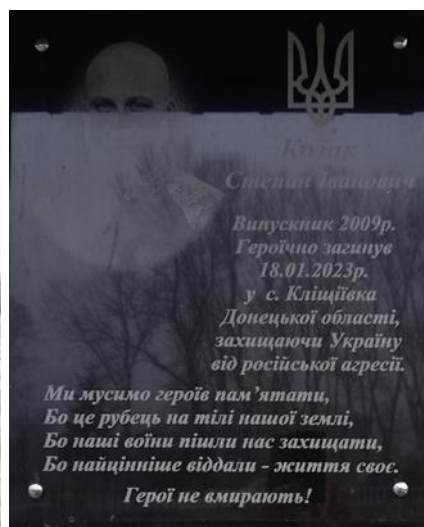 Козак
Степан Іванович
Випускник 2009р.
Героїчно загинув
18.01.2023р.
у с. Кліщіївка
Донецької області,
захищаючи Україну
від російської агресії.
Ми мусимо героїв пам’ятати,
Бо це рубець на тілі нашої землі,
Бо наші воїни пішли нас захищати,
Бо найцінніше віддали - життя своє.
Герої не вмирають!